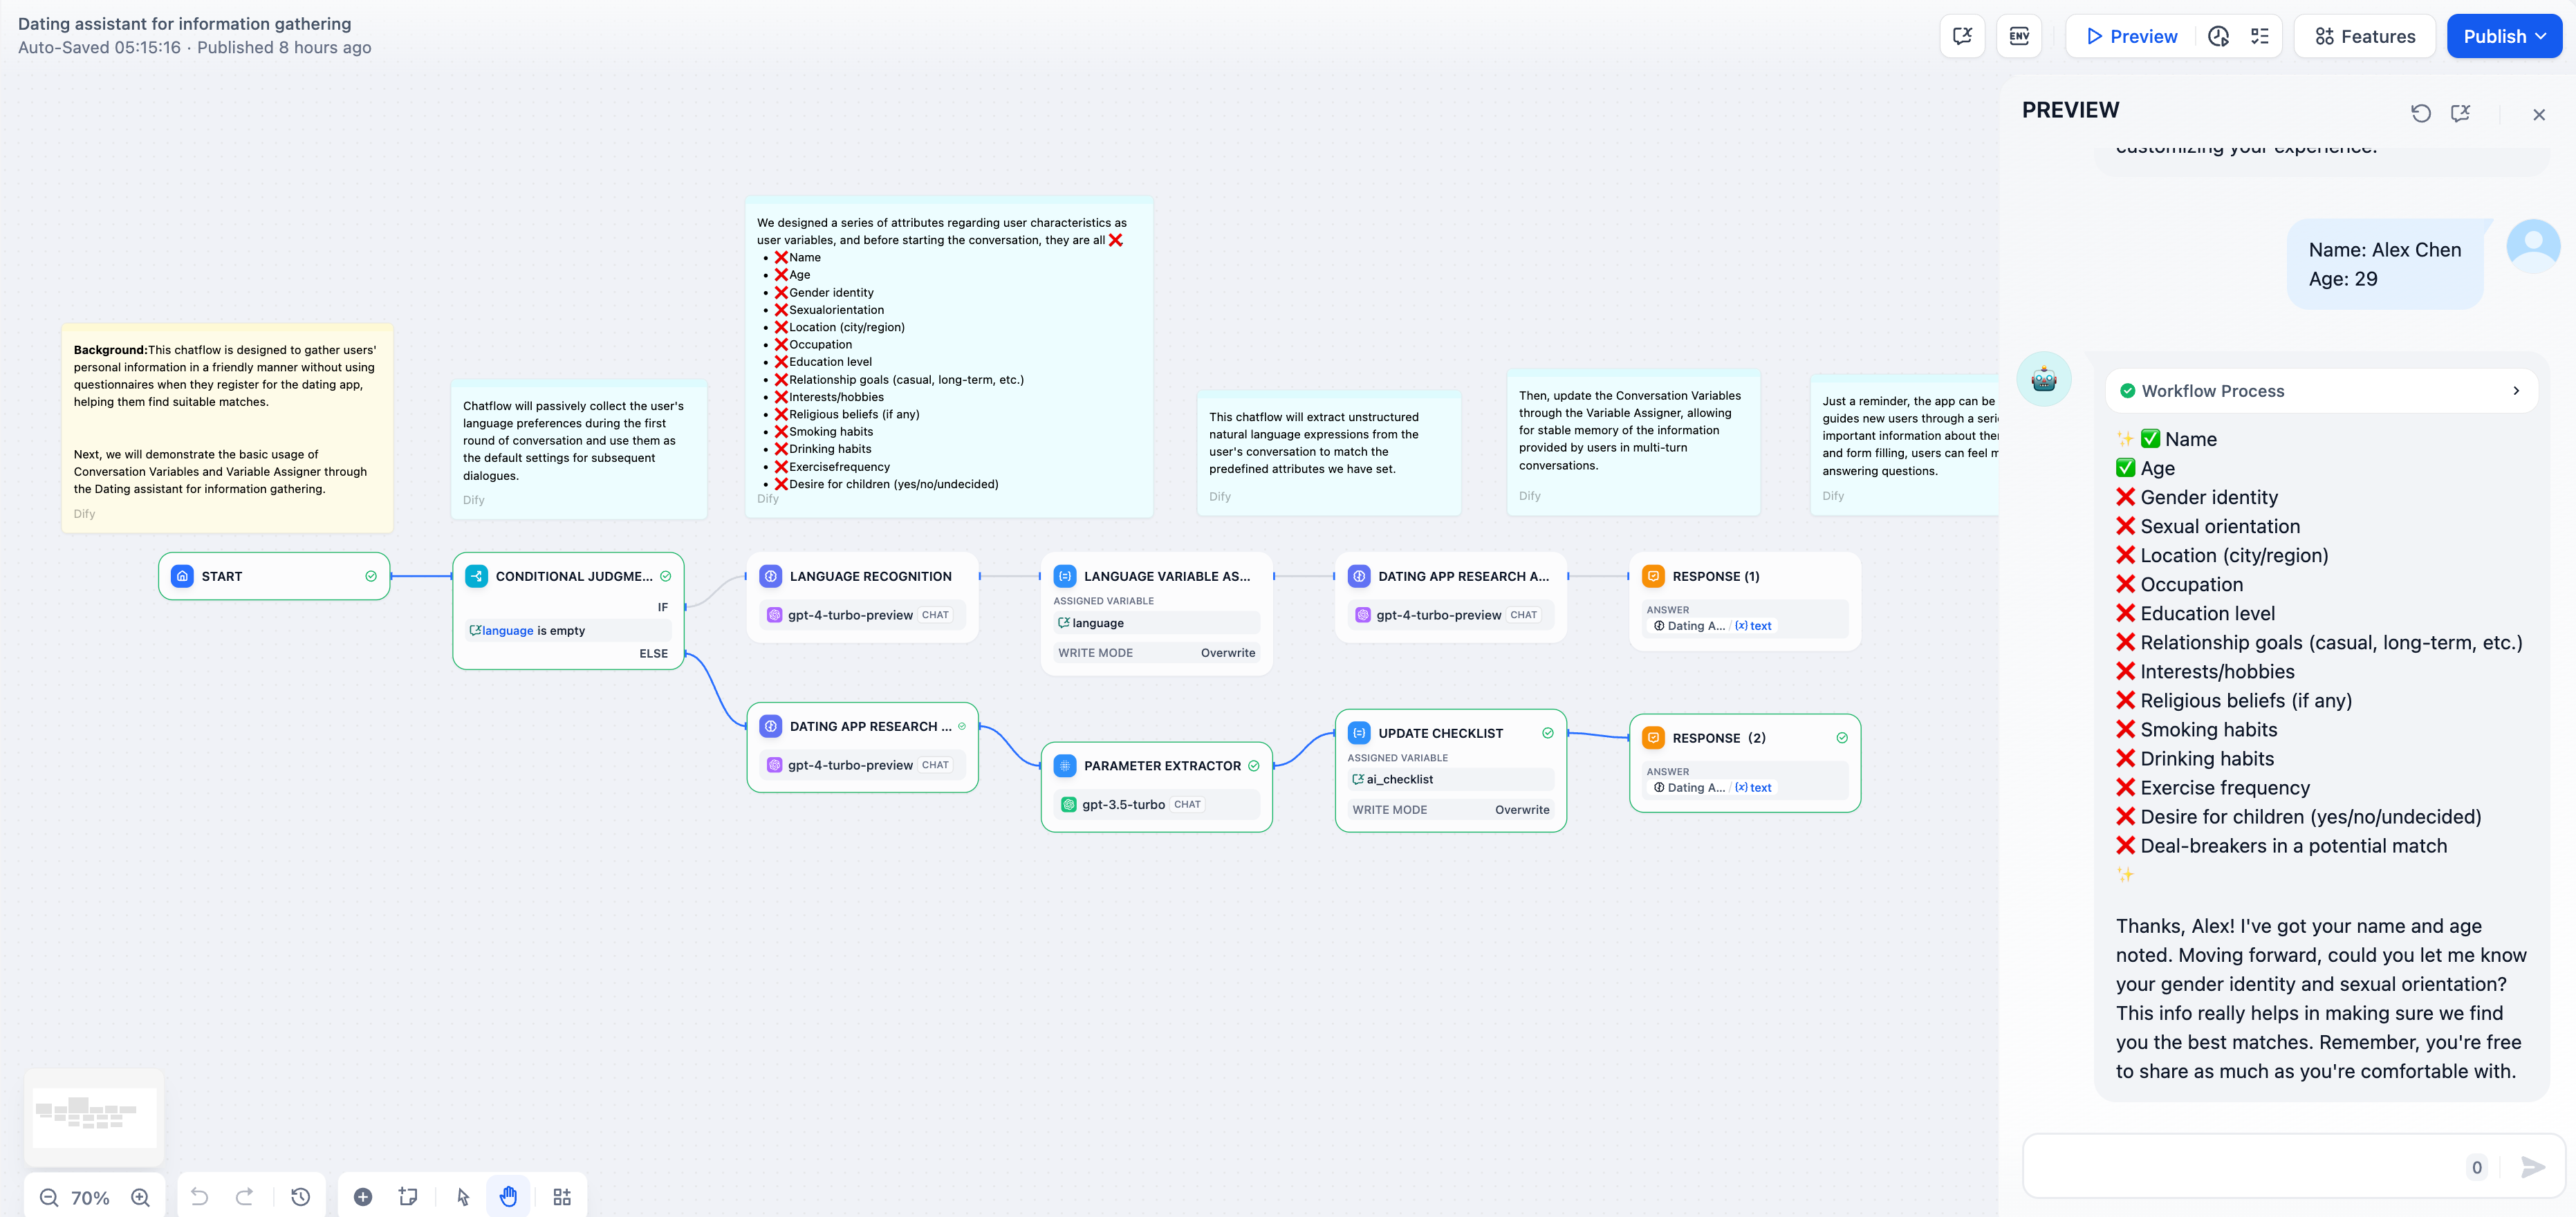 Dating assistant for information gathering
Auto-Saved 05:15:16 · Published 8 hours ago
ENV
Preview
Features
Publish
Background:This chatflow is designed to gather users'
personal information in a friendly manner without using
questionnaires when they register for the dating app,
helping them find suitable matches.
Next, we will demonstrate the basic usage of
Conversation Variables and Variable Assigner through
the Dating assistant for information gathering.
Dify
Chatflow will passively collect the user's
language preferences during the first
round of conversation and use them as
the default settings for subsequent
dialogues.
Dify
We designed a series of attributes regarding user characteristics as
user variables, and before starting the conversation, they are all ❌
• ❌Name
• ❌Age
• ❌Gender identity
• ❌Sexualorientation
• ❌Location (city/region)
• ❌Occupation
• ❌Education level
• ❌Relationship goals (casual, long-term, etc.)
• ❌Interests/hobbies
• ❌Religious beliefs (if any)
• ❌Smoking habits
• ❌Drinking habits
• ❌Exercisefrequency
• ❌Desire for children (yes/no/undecided)
Dify
This chatflow will extract unstructured
natural language expressions from the
user's conversation to match the
predefined attributes we have set.
Dify
Then, update the Conversation Variables
through the Variable Assigner, allowing
for stable memory of the information
provided by users in multi-turn
conversations.
Dify
Just a reminder, the app can be
guides new users through a seri
important information about the
and form filling, users can feel m
answering questions.
Dify
START
CONDITIONAL JUDGME...
IF
language is empty
ELSE
LANGUAGE RECOGNITION
gpt-4-turbo-preview CHAT
LANGUAGE VARIABLE AS...
ASSIGNED VARIABLE
language
WRITE MODE Overwrite
DATING APP RESEARCH A...
gpt-4-turbo-preview CHAT
RESPONSE (1)
ANSWER
Dating A... / (x) text
DATING APP RESEARCH ...
gpt-4-turbo-preview CHAT
PARAMETER EXTRACTOR
gpt-3.5-turbo CHAT
UPDATE CHECKLIST
ASSIGNED VARIABLE
ai_checklist
WRITE MODE Overwrite
RESPONSE（2）
ANSWER
Dating A... / (x) text
70%
PREVIEW
customizing your experience.
Name: Alex Chen
Age: 29
Workflow Process
✨ ✅ Name
✅ Age
❌ Gender identity
❌ Sexual orientation
❌ Location (city/region)
❌ Occupation
❌ Education level
❌ Relationship goals (casual, long-term, etc.)
❌ Interests/hobbies
❌ Religious beliefs (if any)
❌ Smoking habits
❌ Drinking habits
❌ Exercise frequency
❌ Desire for children (yes/no/undecided)
❌ Deal-breakers in a potential match
✨
Thanks, Alex! I've got your name and age
noted. Moving forward, could you let me know
your gender identity and sexual orientation?
This info really helps in making sure we find
you the best matches. Remember, you're free
to share as much as you're comfortable with.
0